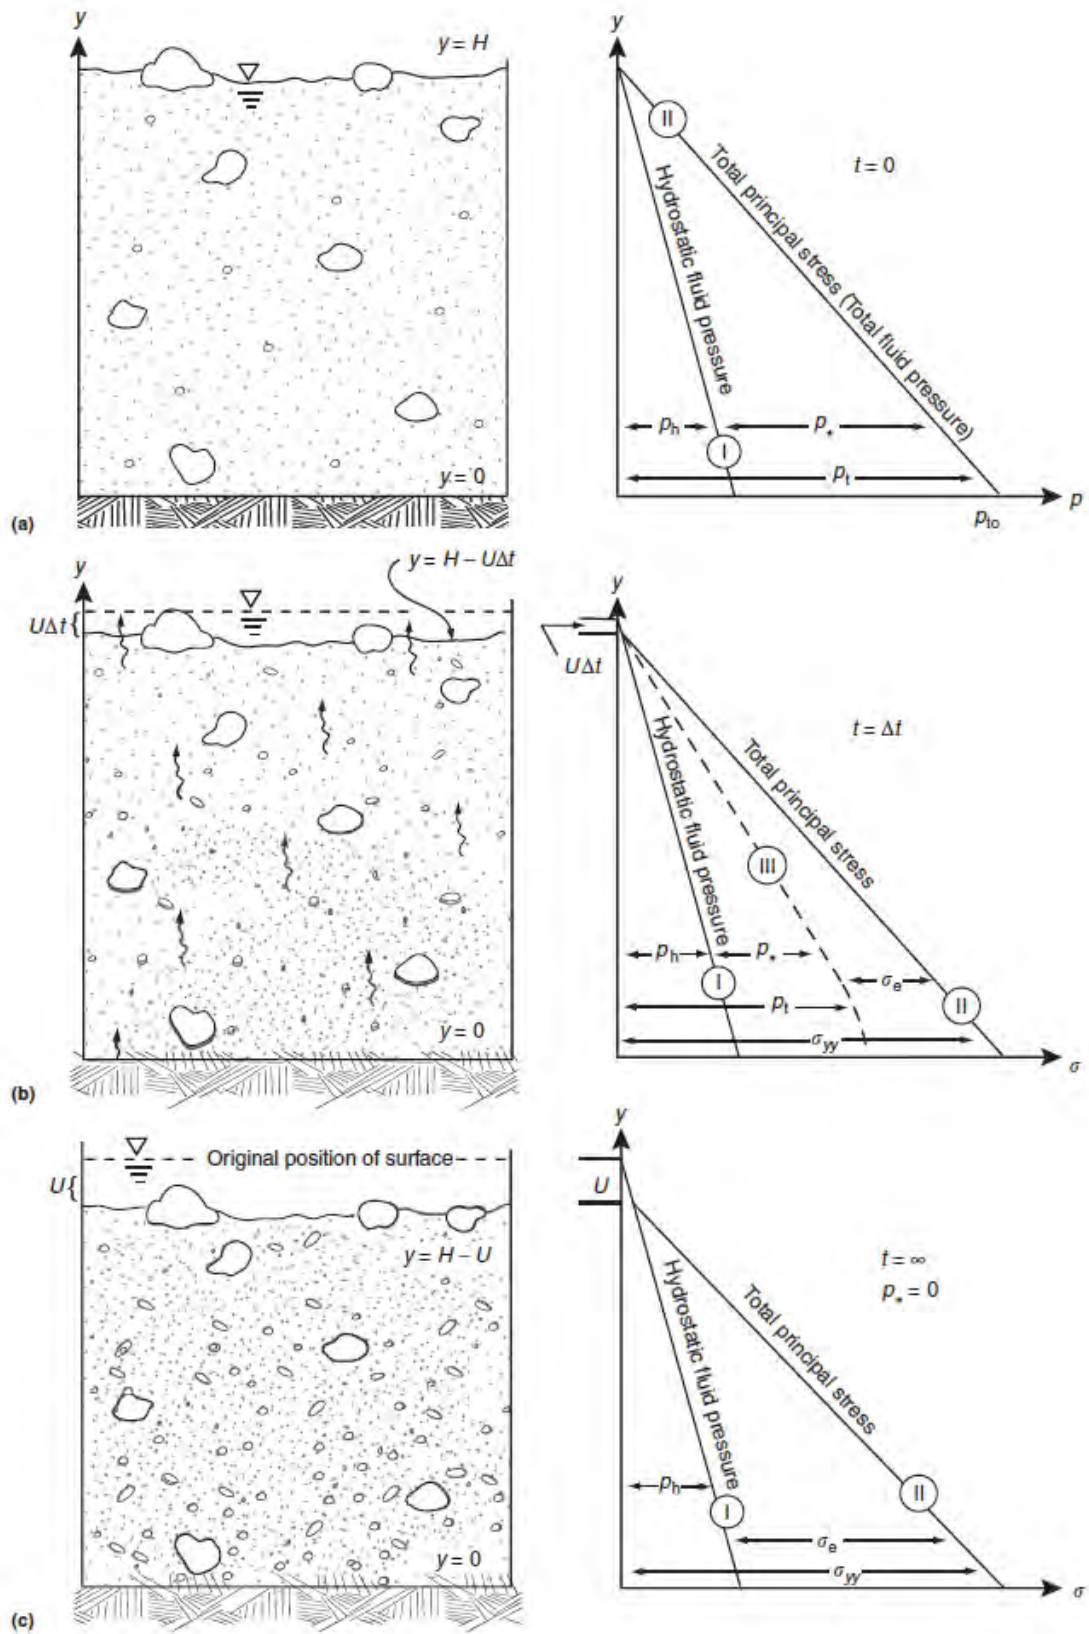 y
y = H
y = 0
(a)
y
II
t = 0
Hydrostatic fluid pressure
Total principal stress (Total fluid pressure)
pₕ
p*
I
pₜ
pₜₒ
p
y
y = H – UΔt
UΔt{
y = 0
(b)
y
UΔt
t = Δt
Hydrostatic fluid pressure
Total principal stress
III
pₕ
p*
I
σₑ
pₜ
II
σyy
σ
Original position of surface
U{
y = H – U
y = 0
(c)
y
U
t = ∞
p* = 0
Hydrostatic fluid pressure
Total principal stress
pₕ
I
II
σₑ
σyy
σ